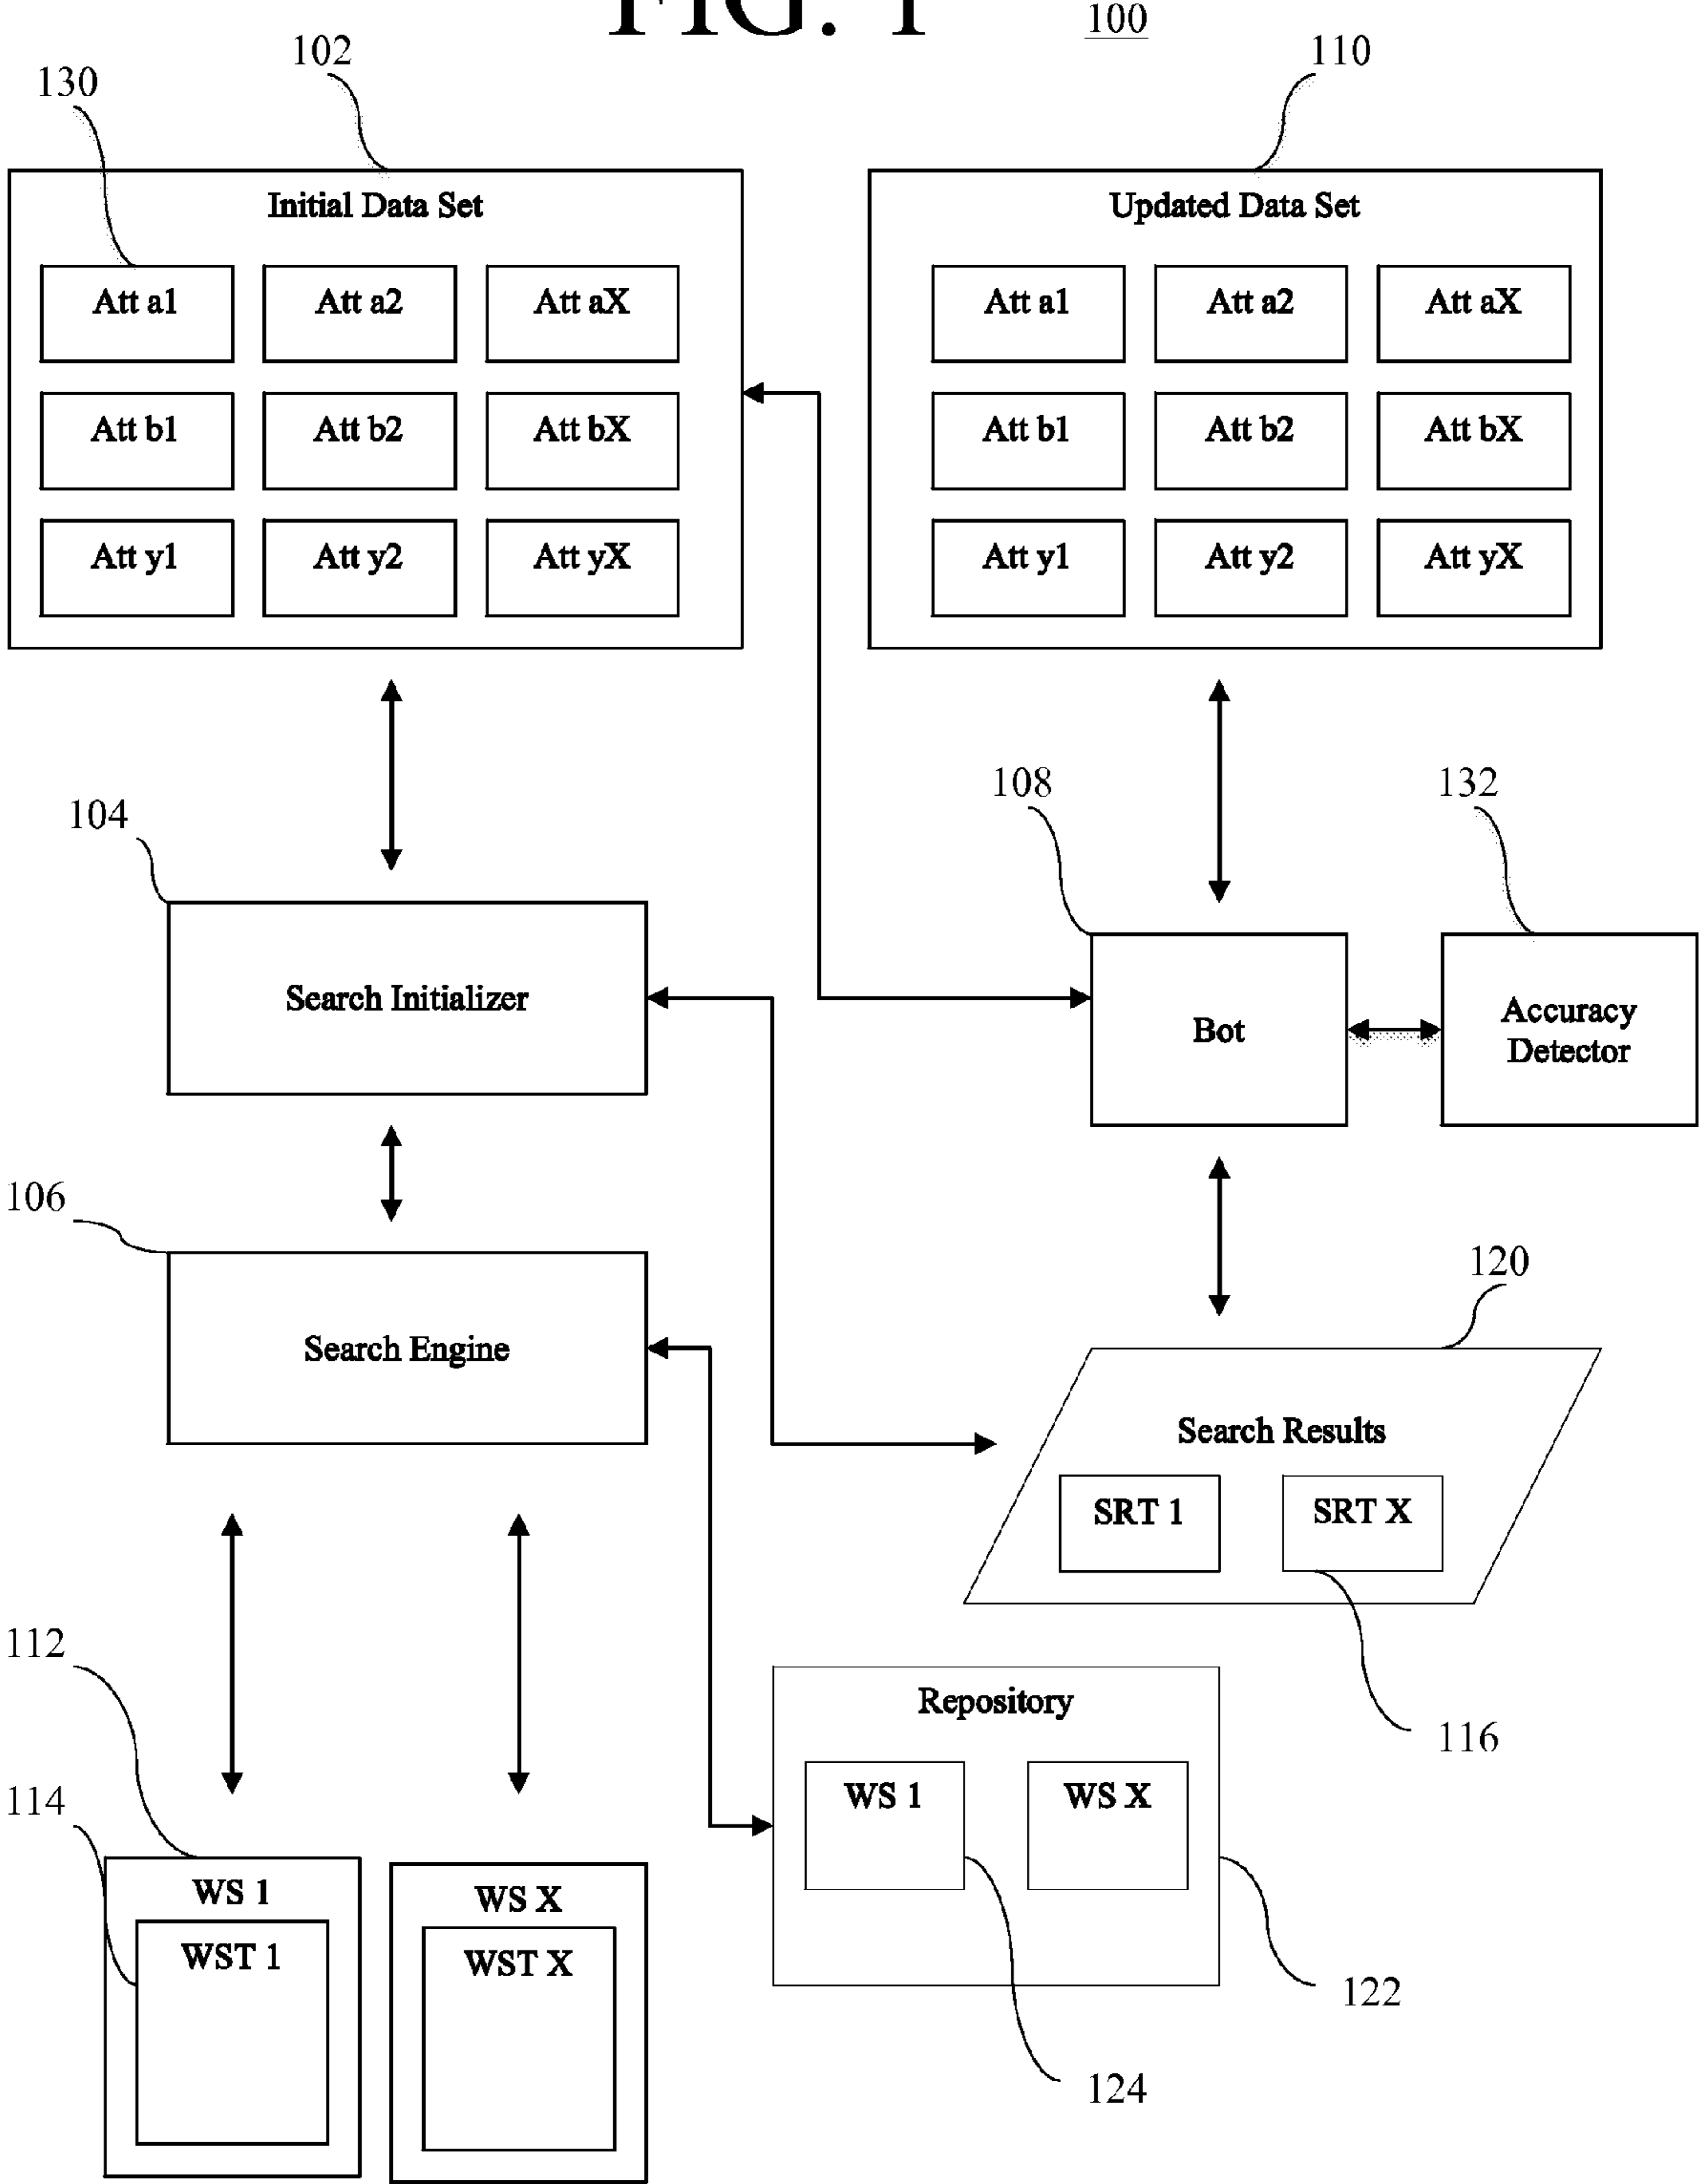 FIG. 1
100
102
110
130
Initial Data Set
Att a1 Att a2 Att aX
Att b1 Att b2 Att bX
Att y1 Att y2 Att yX
Updated Data Set
Att a1 Att a2 Att aX
Att b1 Att b2 Att bX
Att y1 Att y2 Att yX
104
108
132
Search Initializer
Bot
Accuracy
Detector
106
Search Engine
120
Search Results
SRT 1 SRT X
116
112
114
Repository
WS 1 WS X
122
124
WS 1
WST 1
WS X
WST X